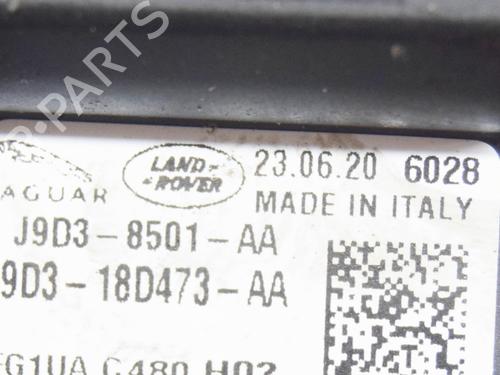 LAND-
-ROVER
23.06.20 6028
MADE IN ITALY
J9D3-8501-AA
9D3-18D473-AA
G1UA C480 H02
B-PARTS